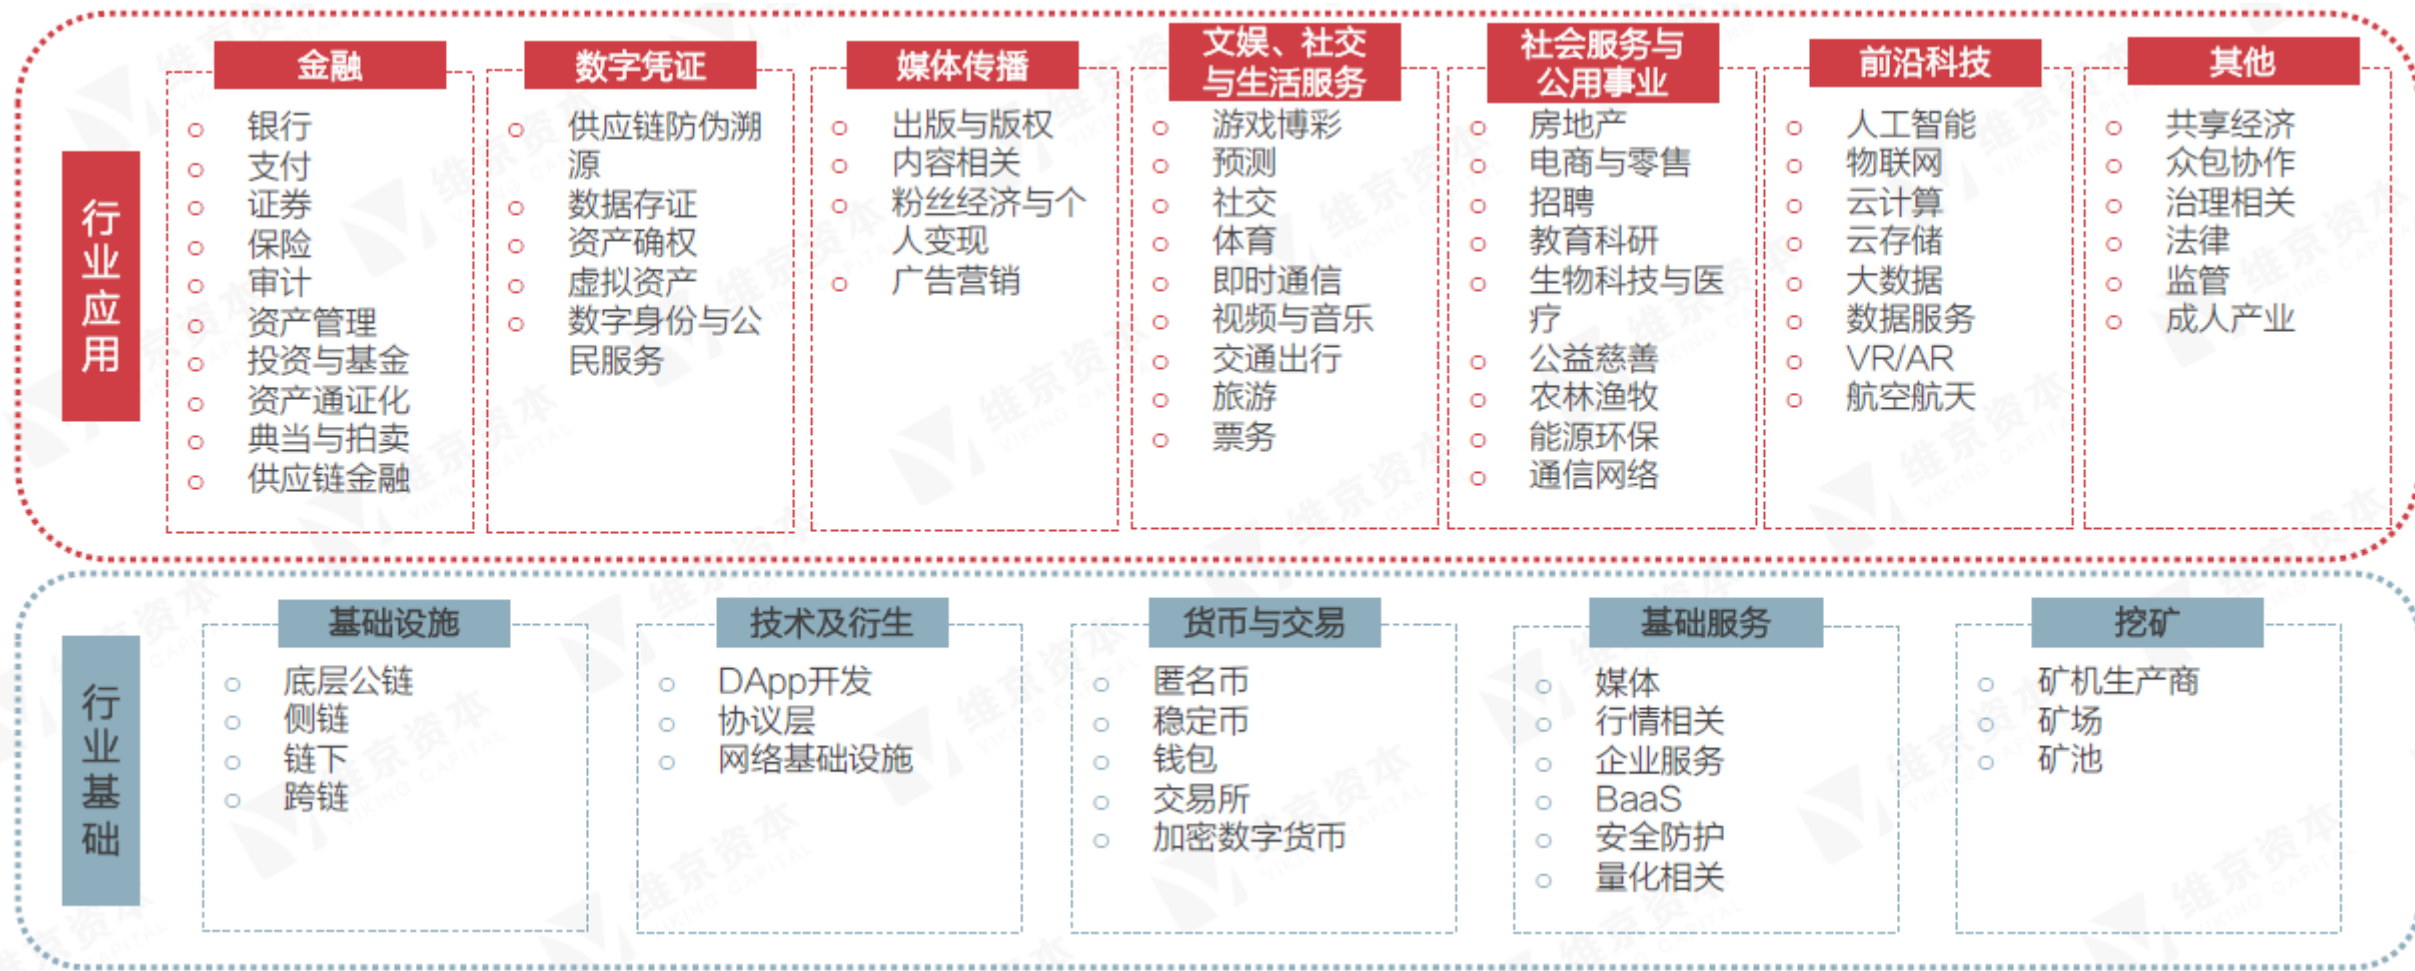 行业应用
金融
银行
支付
证券
保险
审计
资产管理
投资与基金
资产通证化
典当与拍卖
供应链金融
数字凭证
供应链防伪溯
源
数据存证
资产确权
虚拟资产
数字身份与公
民服务
媒体传播
出版与版权
内容相关
粉丝经济与个
人变现
广告营销
文娱、社交
与生活服务
游戏博彩
预测
社交
体育
即时通信
视频与音乐
交通出行
旅游
票务
社会服务与
公用事业
房地产
电商与零售
招聘
教育科研
生物科技与医
疗
公益慈善
农林渔牧
能源环保
通信网络
前沿科技
人工智能
物联网
云计算
云存储
大数据
数据服务
VR/AR
航空航天
其他
共享经济
众包协作
治理相关
法律
监管
成人产业
行业基础
基础设施
底层公链
侧链
链下
跨链
技术及衍生
DApp开发
协议层
网络基础设施
货币与交易
匿名币
稳定币
钱包
交易所
加密数字货币
基础服务
媒体
行情相关
企业服务
BaaS
安全防护
量化相关
挖矿
矿机生产商
矿场
矿池
维京资本
VIKING CAPITAL